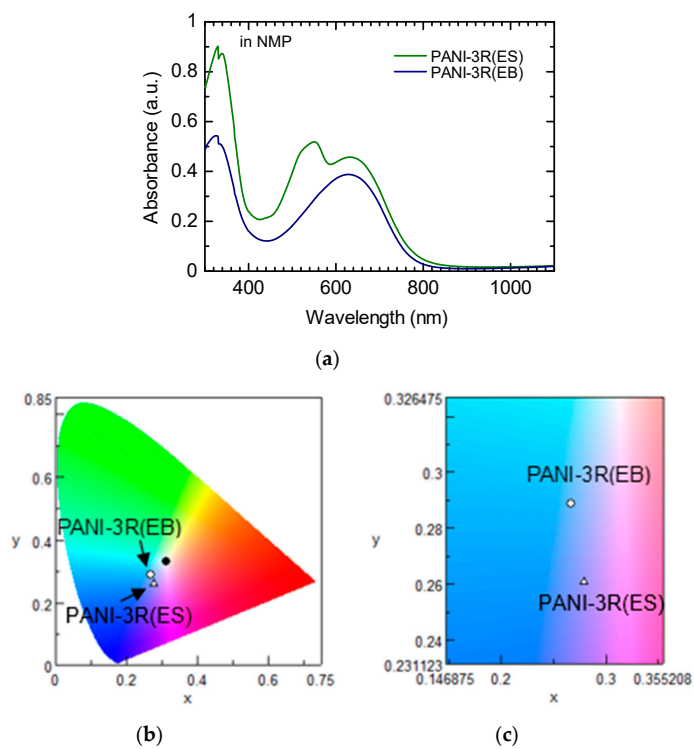 1
in NMP
PANI-3R(ES)
PANI-3R(EB)
0.8
0.6
0.4
0.2
0
Absorbance (a.u.)
400 600 800 1000
Wavelength (nm)
(a)
0.85
0.6
0.4
0.2
0
y
PANI-3R(EB)
PANI-3R(ES)
0 0.2 0.4 0.75
x
(b)
0.326475
0.3
0.28
0.26
0.24
0.231123
y
PANI-3R(EB)
PANI-3R(ES)
0.146875 0.2 0.3 0.355208
x
(c)